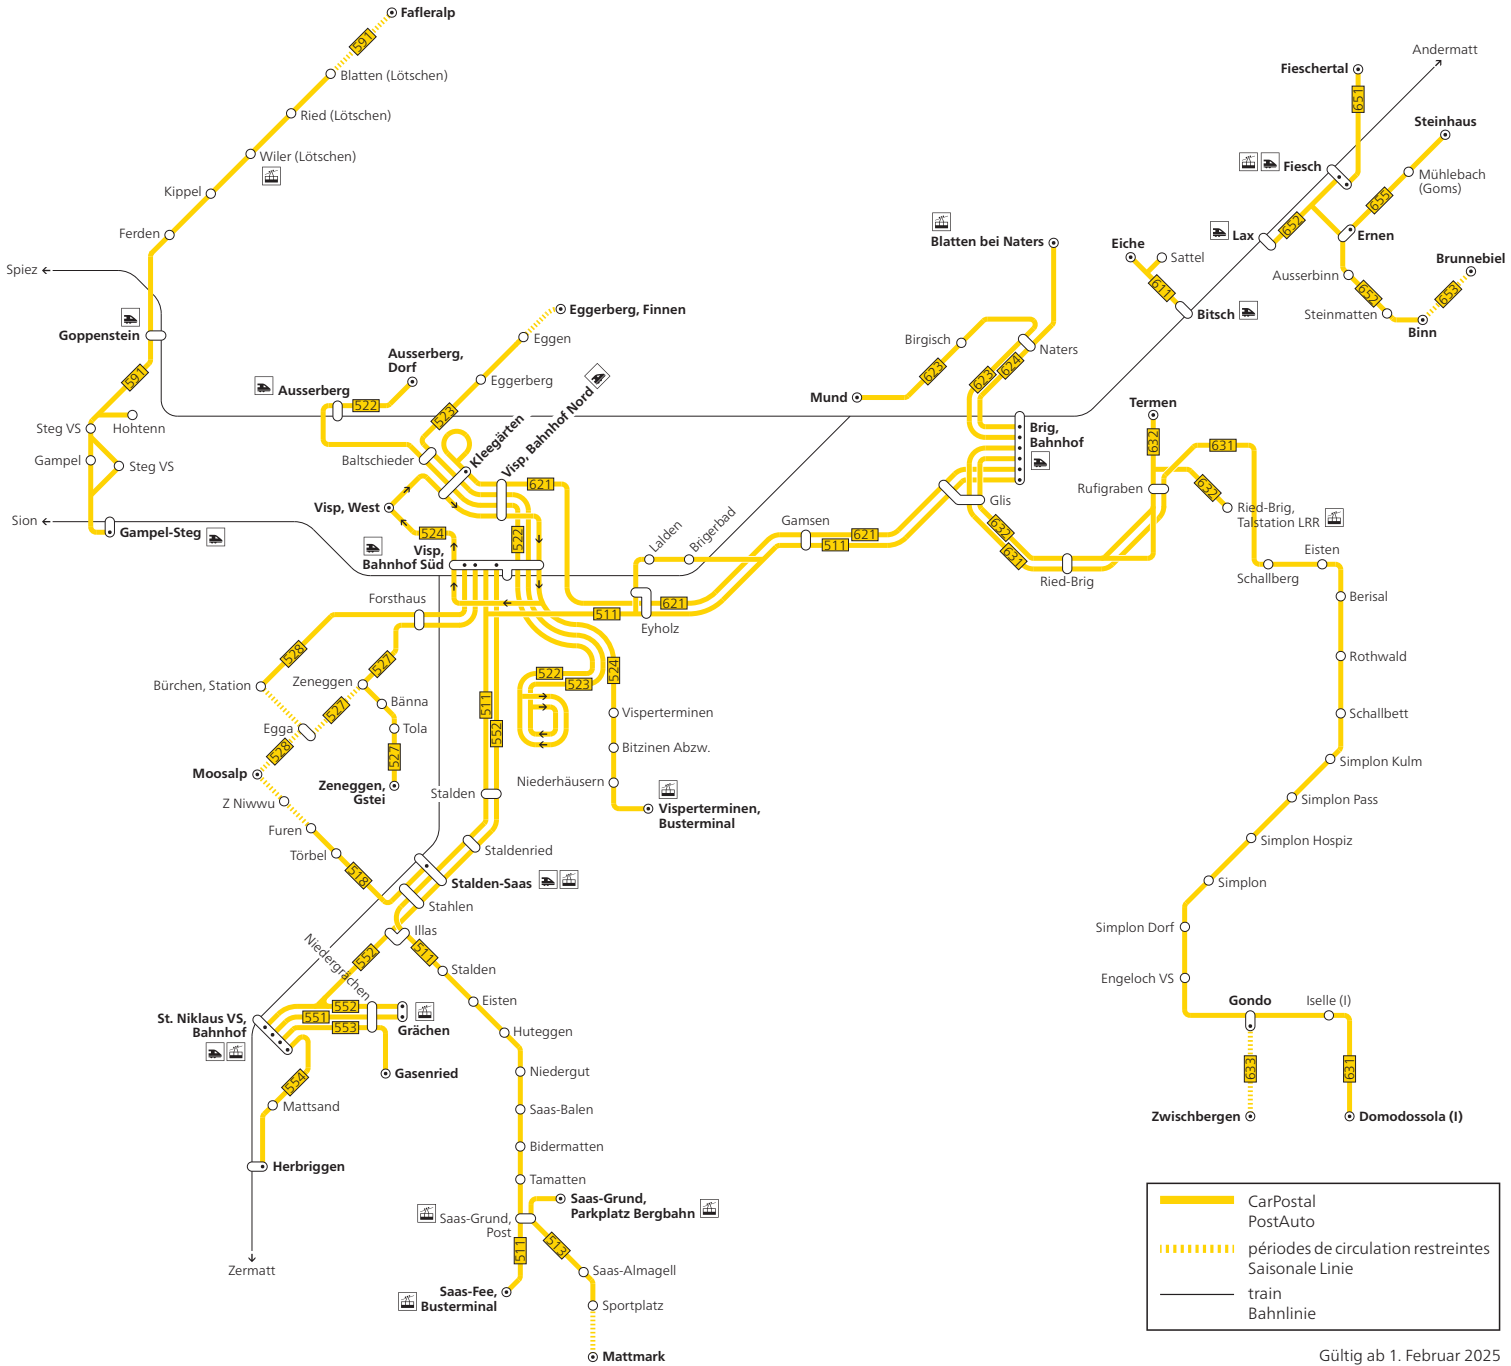 Fafleralp
591
Blatten (Lötschen)
Ried (Lötschen)
Wiler (Lötschen)
Kippel
Ferden
Spiez
Goppenstein
591
Steg VS
Hohtenn
Gampel
Steg VS
Sion
Gampel-Steg
Eggerberg, Finnen
Eggen
Eggerberg
523
Ausserberg,
Dorf
Ausserberg
522
Baltschieder
Kleegärten
Visp, Bahnhof Nord
Visp, West
524
522
621
Visp,
Bahnhof Süd
Forsthaus
528
527
Bürchen, Station
Zeneggen
527
Bänna
Egga
Tola
528
527
Moosalp
Zeneggen,
Gstei
Z Niwwu
Furen
Törbel
518
511
552
Stalden
Staldenried
Stalden-Saas
Stahlen
Illas
552
511
Niedergrächen
Stalden
Eisten
Huteggen
Niedergut
Saas-Balen
Bidermatten
Tamatten
Saas-Grund,
Parkplatz Bergbahn
Saas-Grund,
Post
511
513
Saas-Almagell
Saas-Fee,
Busterminal
Sportplatz
Mattmark
St. Niklaus VS,
Bahnhof
552
551
553
Grächen
Gasenried
554
Mattsand
Herbriggen
Zermatt
522
523
524
Visperterminen
Bitzinen Abzw.
Niederhäusern
Visperterminen,
Busterminal
Lalden
Brigerbad
621
511
Eyholz
Gamsen
621
511
Blatten bei Naters
Birgisch
Naters
623
623
624
Mund
Brig,
Bahnhof
Glis
632
631
Ried-Brig
Termen
632
631
Rufigraben
632
Ried-Brig,
Talstation LRR
Schallberg
Eisten
Berisal
Rothwald
Schallbett
Simplon Kulm
Simplon Pass
Simplon Hospiz
Simplon
Simplon Dorf
Engeloch VS
Gondo
Iselle (I)
633
631
Zwischbergen
Domodossola (I)
Andermatt
Fieschertal
651
Steinhaus
Fiesch
Mühlebach
(Goms)
655
652
Lax
Ernen
Eiche
Sattel
611
Bitsch
Ausserbinn
652
Brunnebiel
653
Steinmatten
Binn
CarPostal
PostAuto
périodes de circulation restreintes
Saisonale Linie
train
Bahnlinie
Gültig ab 1. Februar 2025